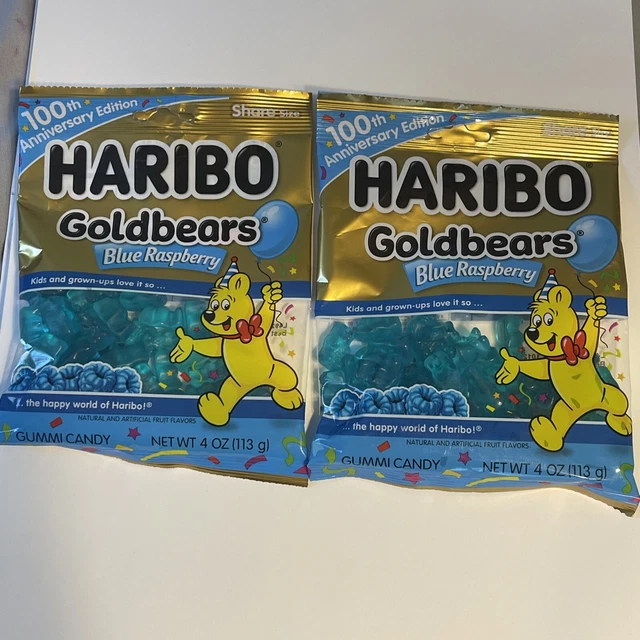 100th
Anniversary Edition
Share Size
HARIBO®
Goldbears®
Blue Raspberry
Kids and grown-ups love it so ...
... the happy world of Haribo!®
NATURAL AND ARTIFICIAL FRUIT FLAVORS
GUMMI CANDY NET WT 4 OZ (113 g)
100th
Anniversary Edition
Share Size
HARIBO®
Goldbears®
Blue Raspberry
Kids and grown-ups love it so ...
... the happy world of Haribo!®
NATURAL AND ARTIFICIAL FRUIT FLAVORS
GUMMI CANDY NET WT 4 OZ (113 g)